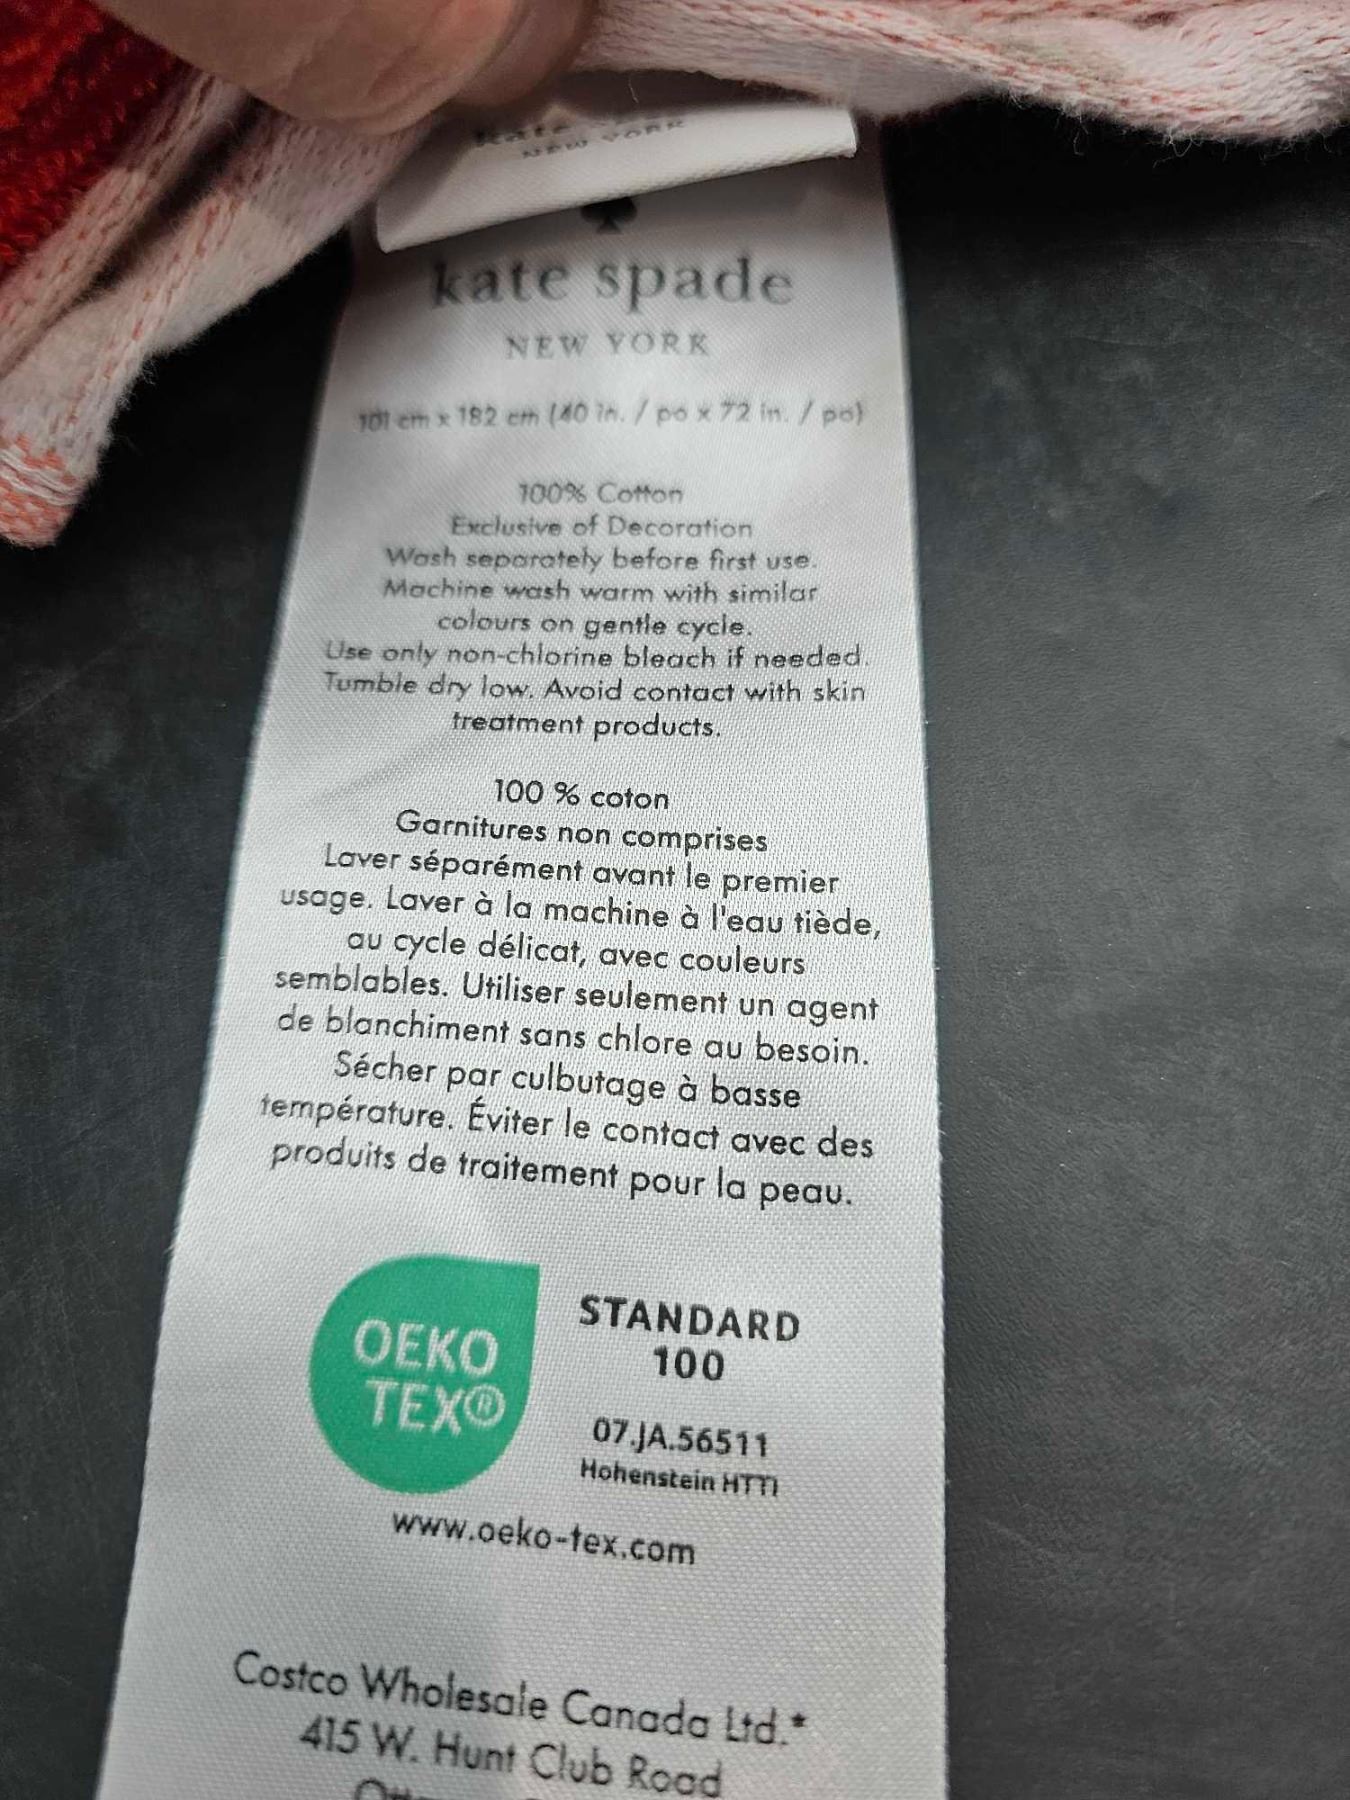 kate
NEW YORK
kate spade
NEW YORK
101 cm x 182 cm (40 in. / po x 72 in. / po)
100% Cotton
Exclusive of Decoration
Wash separately before first use.
Machine wash warm with similar
colours on gentle cycle.
Use only non-chlorine bleach if needed.
Tumble dry low. Avoid contact with skin
treatment products.
100 % coton
Garnitures non comprises
Laver séparément avant le premier
usage. Laver à la machine à l'eau tiède,
au cycle délicat, avec couleurs
semblables. Utiliser seulement un agent
de blanchiment sans chlore au besoin.
Sécher par culbutage à basse
température. Éviter le contact avec des
produits de traitement pour la peau.
OEKO
TEX®
STANDARD
100
07.JA.56511
Hohenstein HTTI
www.oeko-tex.com
Costco Wholesale Canada Ltd.*
415 W. Hunt Club Road